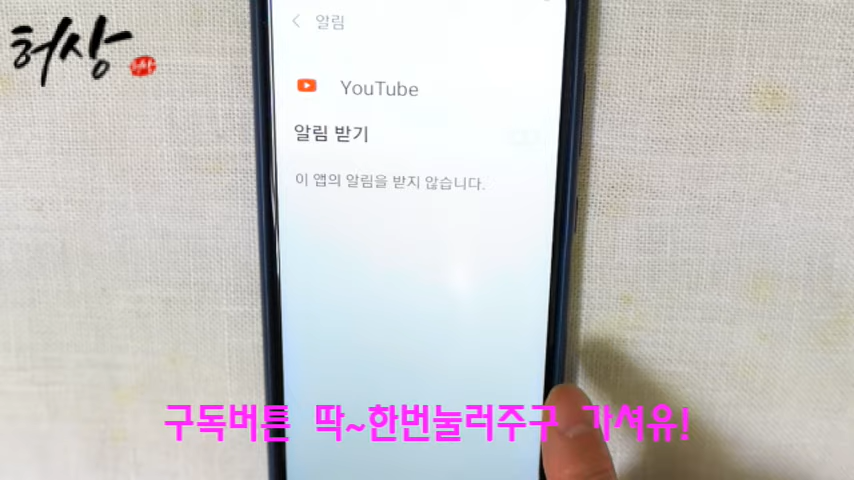 허상
알림
YouTube
알림 받기
이 앱의 알림을 받지 않습니다.
구독버튼 딱~한번눌러주구 가셔유!